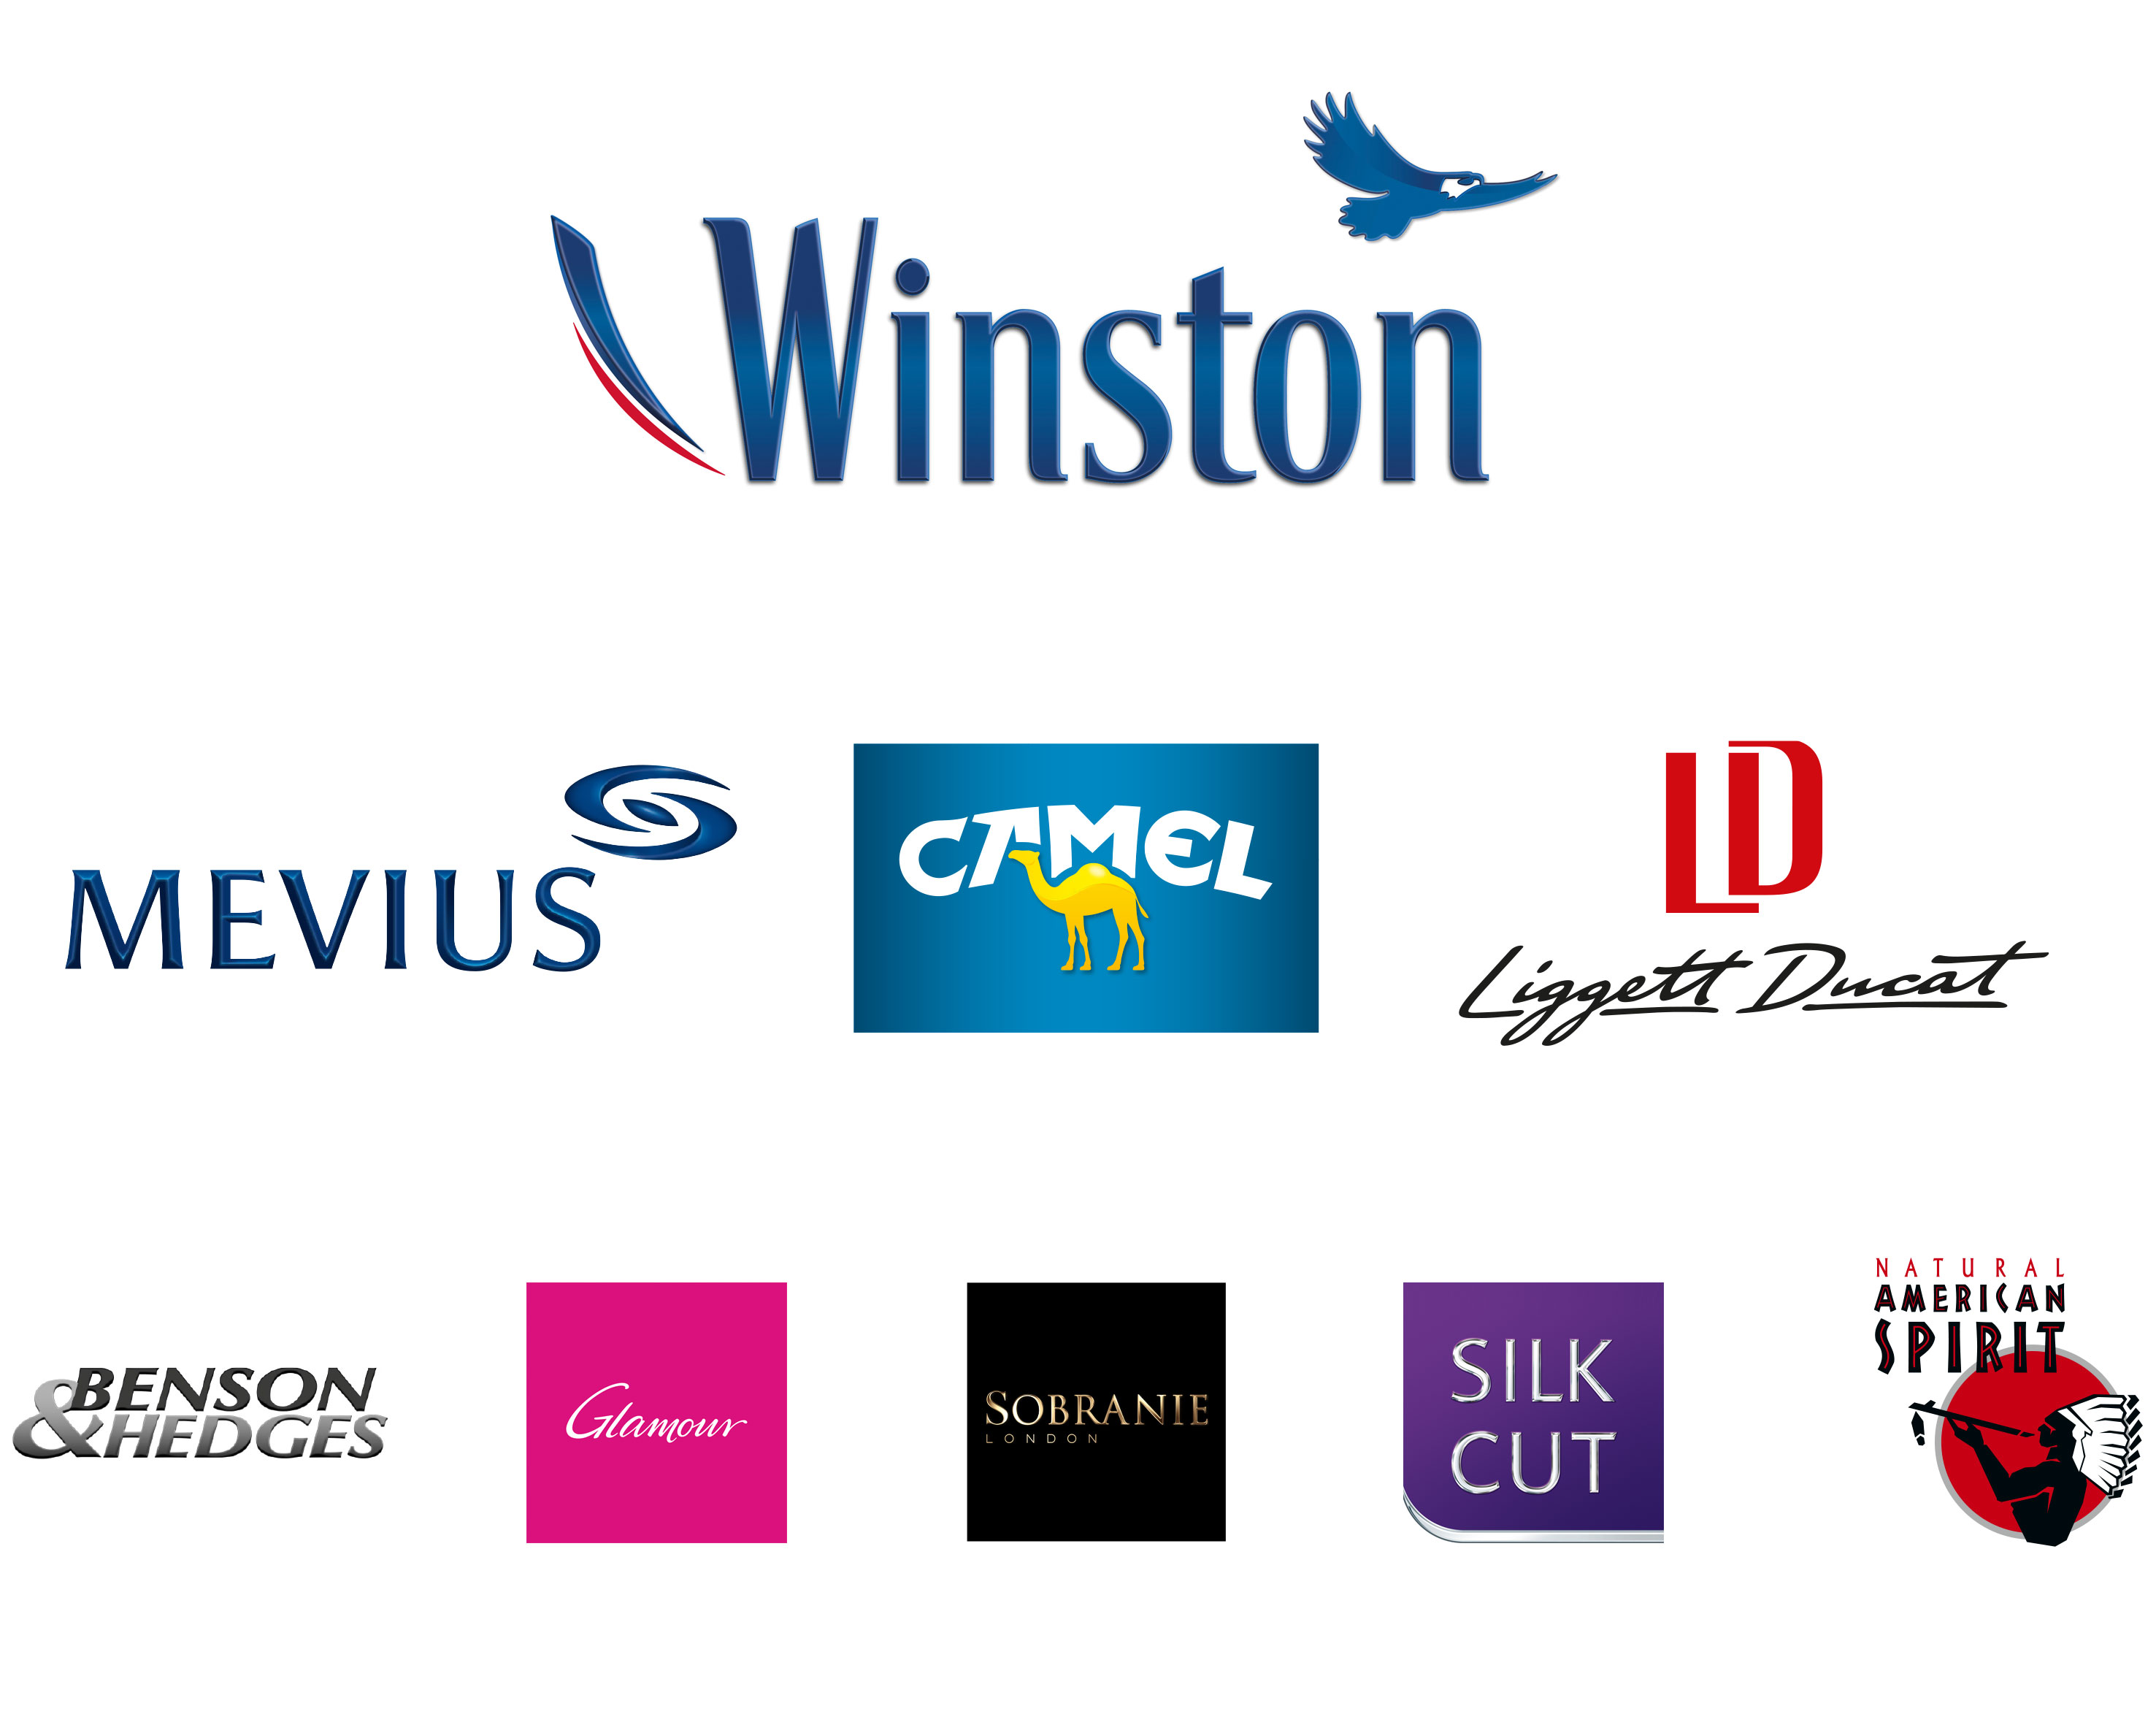 Winston
MEVIUS
CAMEL
LD
Liggett Ducat
BENSON
& HEDGES
Glamour
SOBRANIE
LONDON
SILK
CUT
NATURAL
AMERICAN
SPIRIT